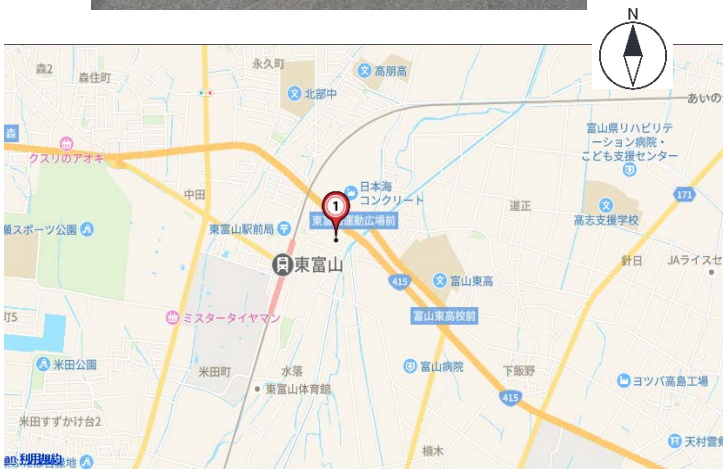 N
森2
森住町
永久町
高朋高
北部中
あいの
森
クスリのアオキ
富山県リハビリテ
ーション病院・
こども支援センター
中田
日本海
コンクリート
171
1
道正
高志支援学校
瀬スポーツ公園
東富山駅前局
運動広場前
東富山
針日
JAライスセ
415
富山東高
富山東高校前
ミスタータイヤマン
町5
米田公園
米田町
水落
東富山体育館
富山病院
下飯野
ヨツバ高島工場
415
米田すずかけ台2
楠木
天村雲剣
an 利用規約
緑地